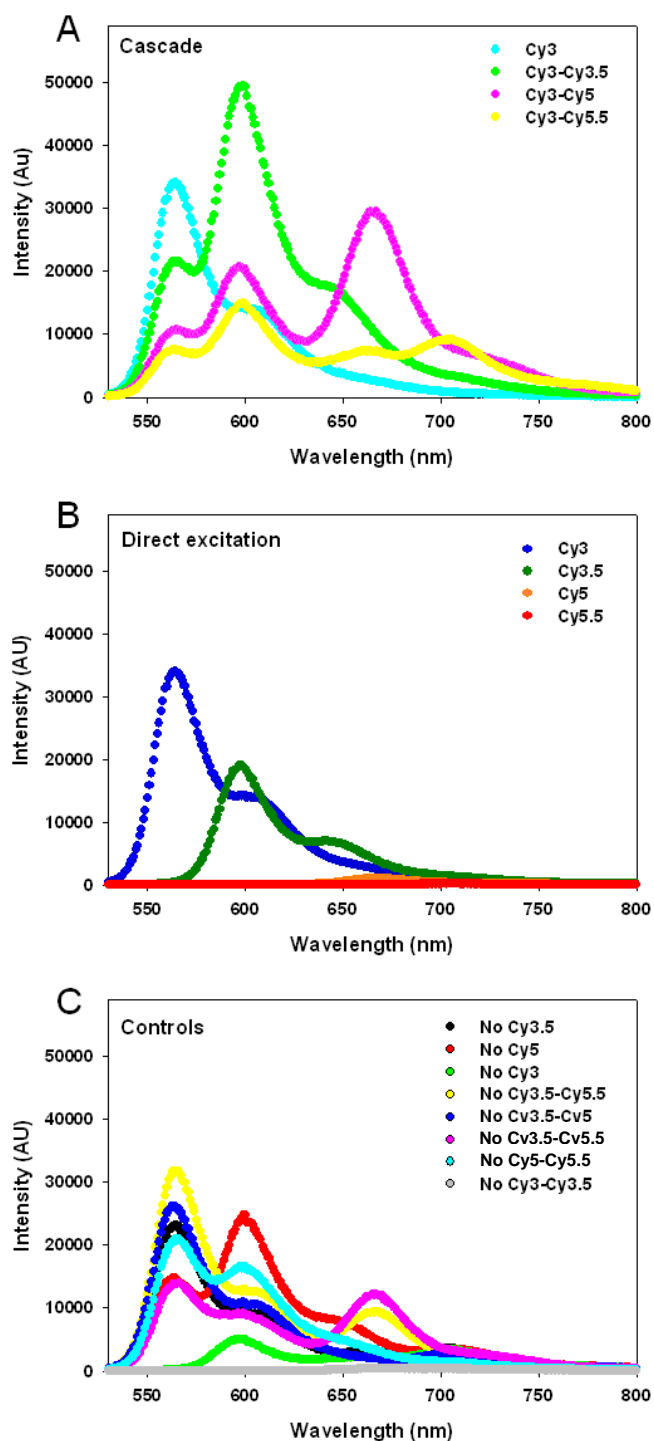 A
Cascade
Cy3
Cy3-Cy3.5
Cy3-Cy5
Cy3-Cy5.5
50000
40000
30000
20000
10000
0
Intensity (Au)
550 600 650 700 750 800
Wavelength (nm)
B
Direct excitation
Cy3
Cy3.5
Cy5
Cy5.5
50000
40000
30000
20000
10000
0
Intensity (AU)
550 600 650 700 750 800
Wavelength (nm)
C
Controls
No Cy3.5
No Cy5
No Cy3
No Cy3.5-Cy5.5
No Cv3.5-Cv5
No Cv3.5-Cv5.5
No Cy5-Cy5.5
No Cy3-Cy3.5
50000
40000
30000
20000
10000
0
Intensity (AU)
550 600 650 700 750 800
Wavelength (nm)